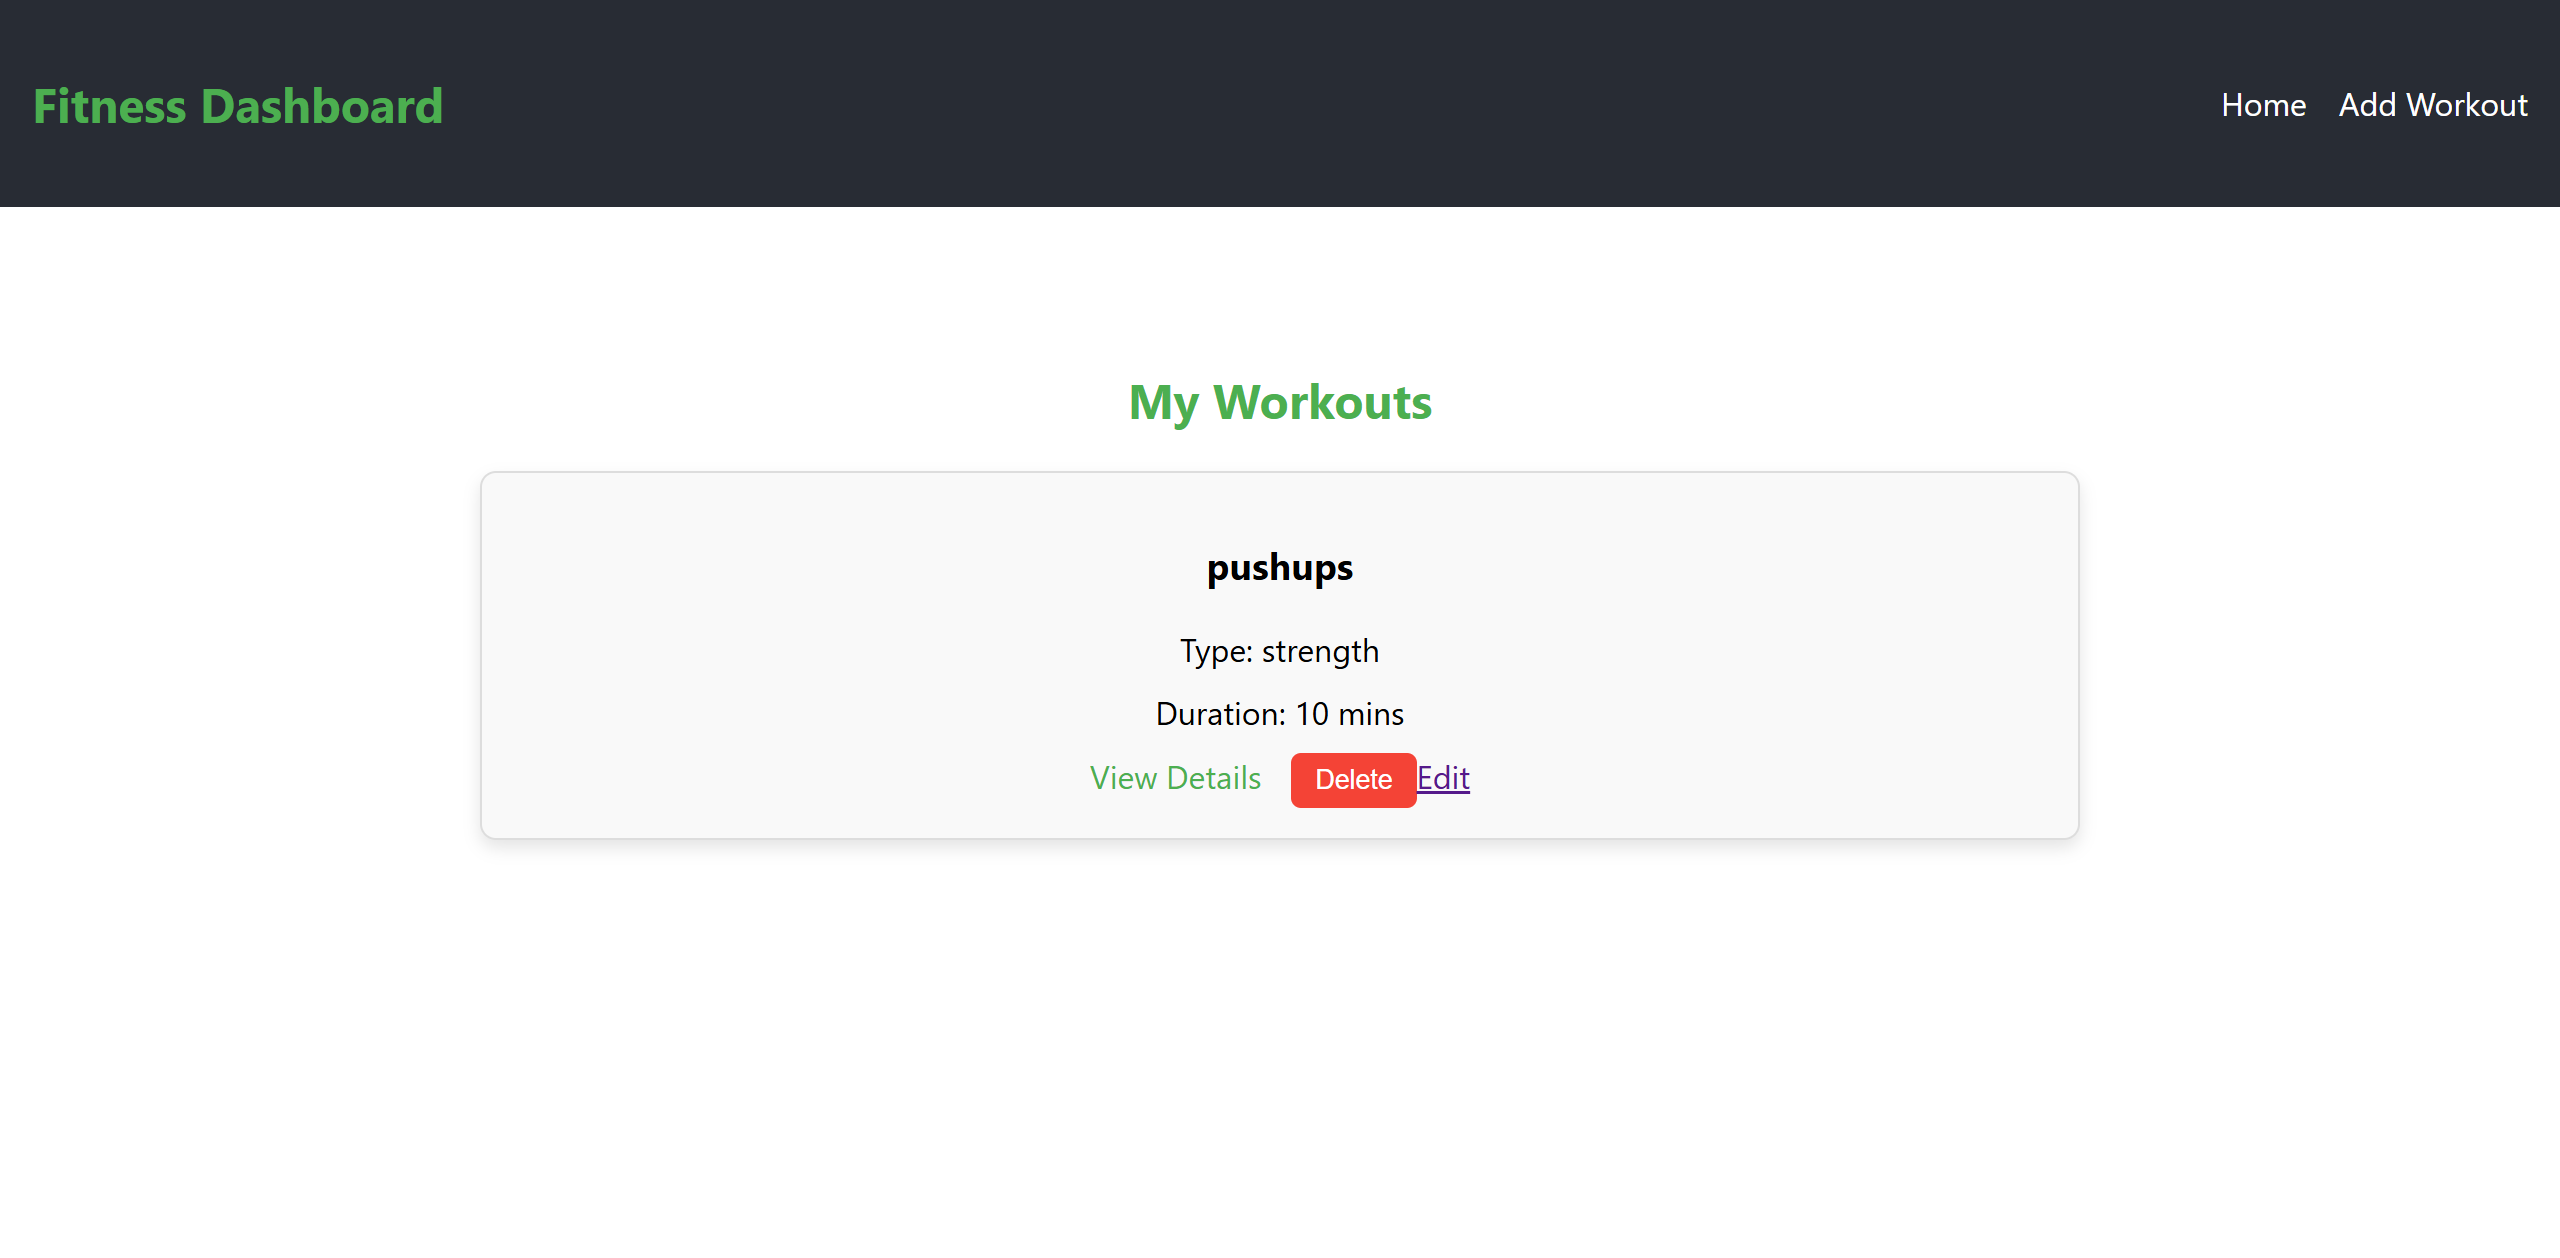 Fitness Dashboard
Home Add Workout
My Workouts
pushups
Type: strength
Duration: 10 mins
View Details Delete Edit